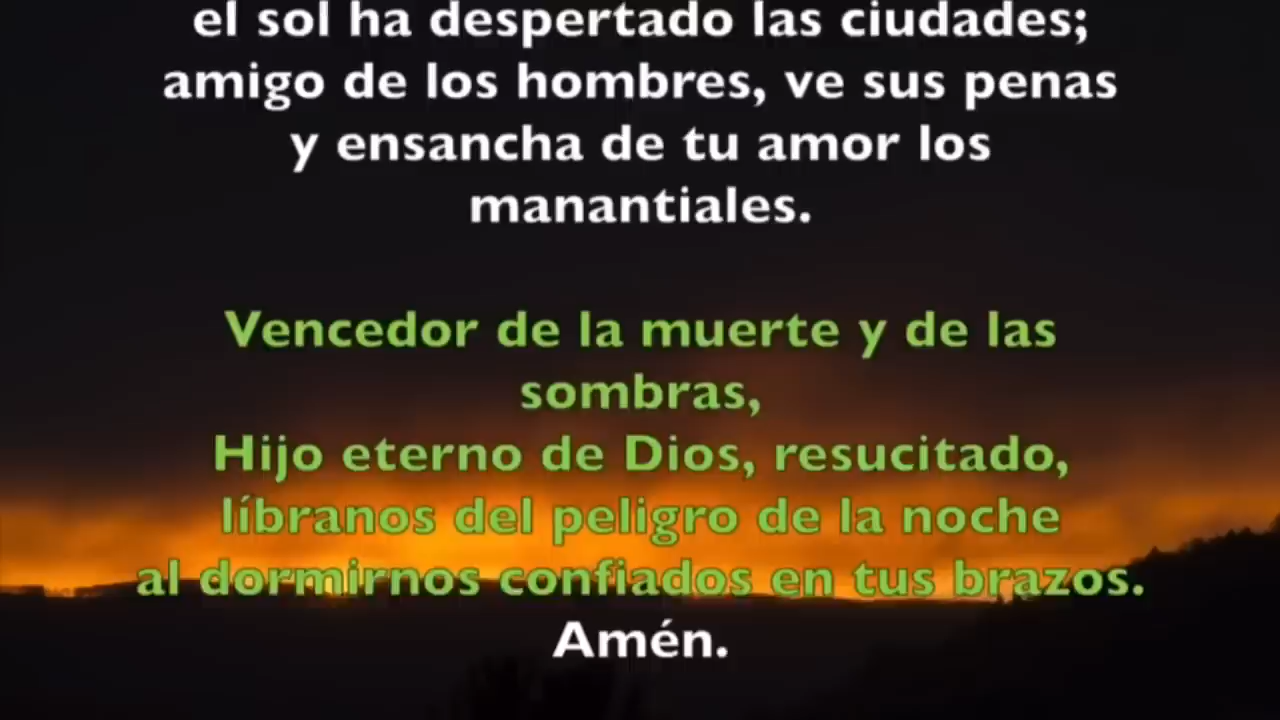 el sol ha despertado las ciudades;
amigo de los hombres, ve sus penas
y ensancha de tu amor los
manantiales.
Vencedor de la muerte y de las
sombras,
Hijo eterno de Dios, resucitado,
líbranos del peligro de la noche
al dormirnos confiados en tus brazos.
Amén.